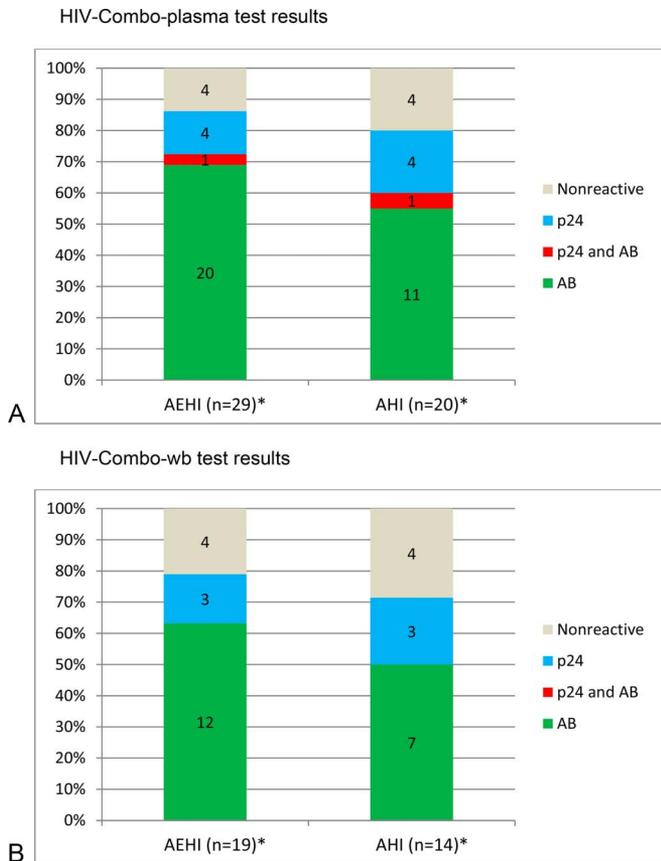 HIV-Combo-plasma test results
100%
90%
80%
70%
60%
50%
40%
30%
20%
10%
0%
4
4
1
20
4
4
1
11
AEHI (n=29)*
AHI (n=20)*
Nonreactive
p24
p24 and AB
AB
A
HIV-Combo-wb test results
100%
90%
80%
70%
60%
50%
40%
30%
20%
10%
0%
4
3
12
4
3
7
AEHI (n=19)*
AHI (n=14)*
Nonreactive
p24
p24 and AB
AB
B